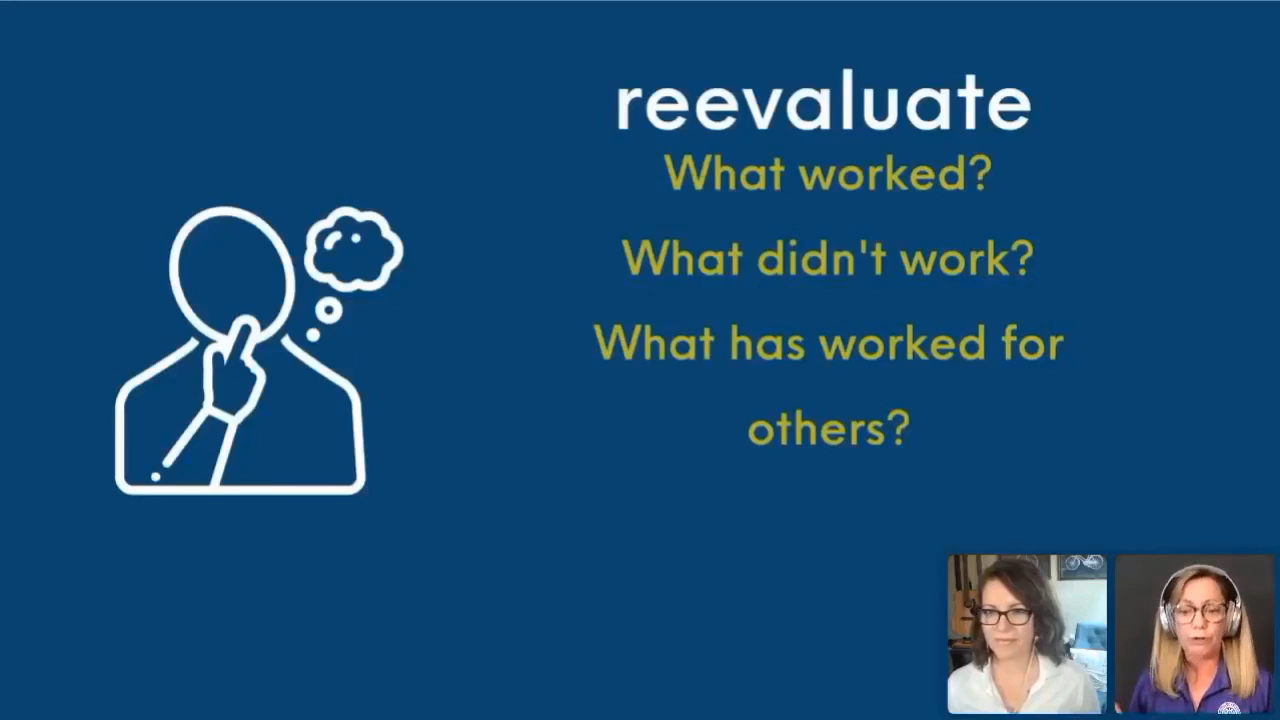 reevaluate
What worked?
What didn't work?
What has worked for
others?